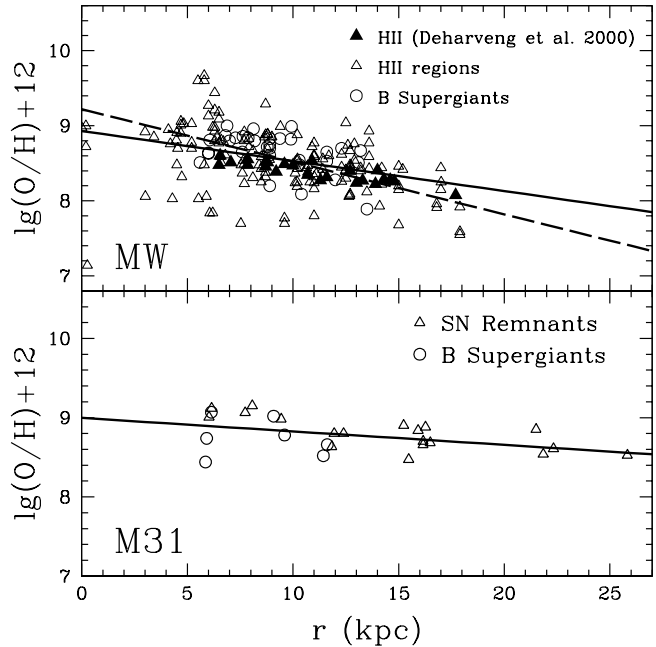 lg(O/H)+12
10
9
8
7
HII (Deharveng et al. 2000)
HII regions
B Supergiants
MW
lg(O/H)+12
10
9
8
7
SN Remnants
B Supergiants
M31
0
5
10
15
20
25
r (kpc)